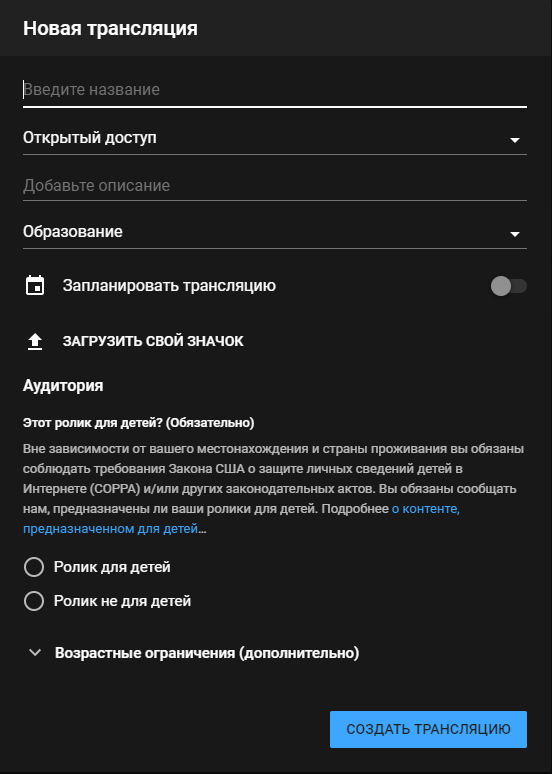 Новая трансляция
Введите название
Открытый доступ
Добавьте описание
Образование
Запланировать трансляцию
ЗАГРУЗИТЬ СВОЙ ЗНАЧОК
Аудитория
Этот ролик для детей? (Обязательно)
Вне зависимости от вашего местонахождения и страны проживания вы обязаны
соблюдать требования Закона США о защите личных сведений детей в
Интернете (COPPA) и/или других законодательных актов. Вы обязаны сообщать
нам, предназначены ли ваши ролики для детей. Подробнее о контенте,
предназначенном для детей…
Ролик для детей
Ролик не для детей
Возрастные ограничения (дополнительно)
СОЗДАТЬ ТРАНСЛЯЦИЮ